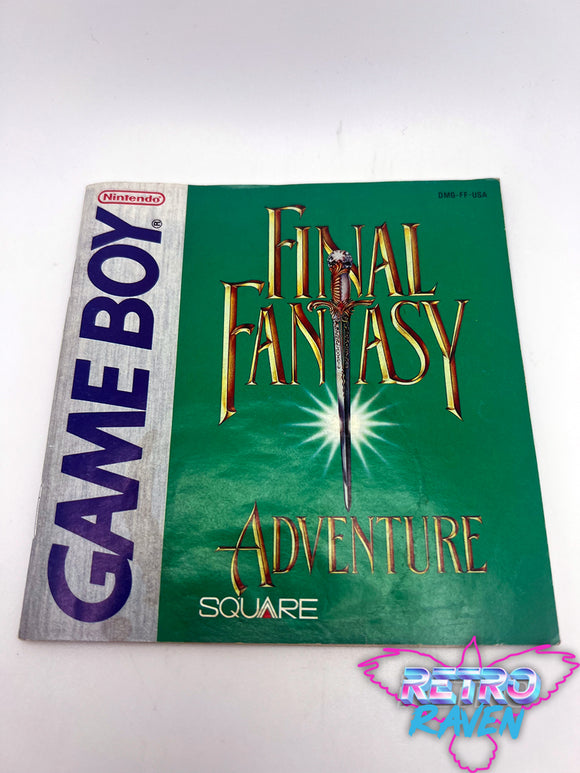 Nintendo
GAME BOY®
DMG-FF-USA
FINAL
FANTASY
ADVENTURE
SQUARE
RETRO
RAVEN